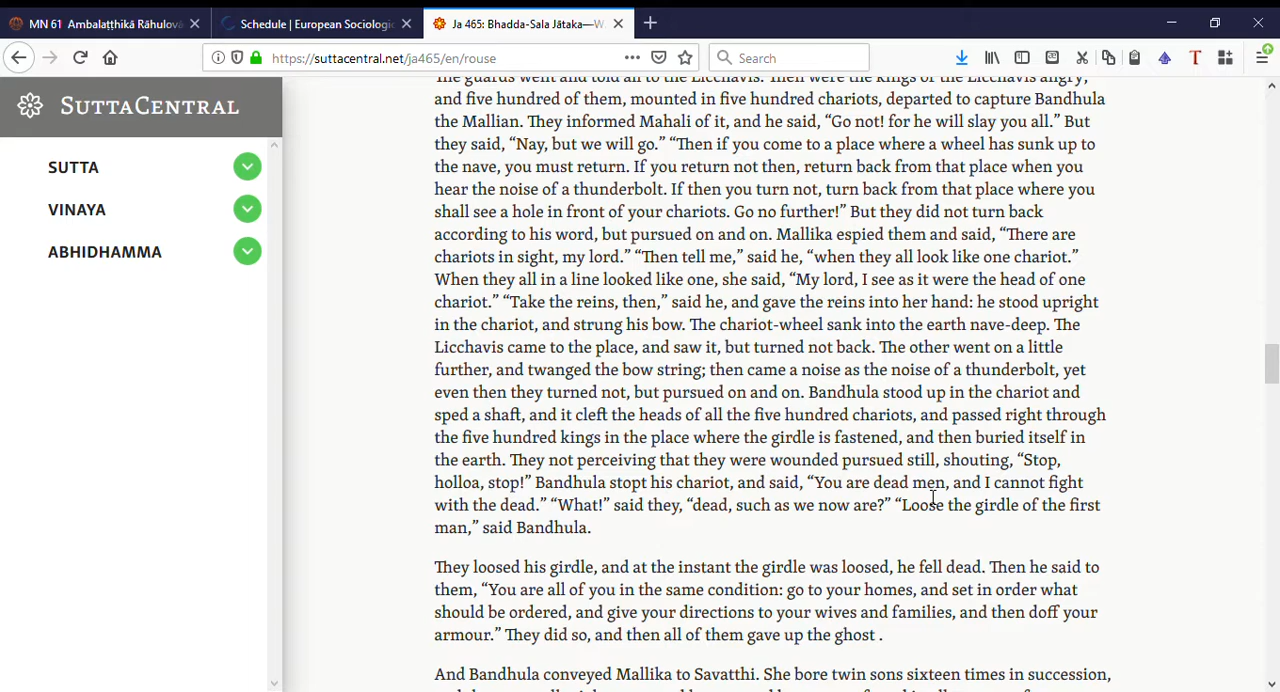 MN 61 Ambalaṭṭhikā Rāhulová
Schedule | European Sociologic
Ja 465: Bhadda-Sala Jātaka—W
https://suttacentral.net/ja465/en/rouse
Search
SUTTACENTRAL
SUTTA
VINAYA
ABHIDHAMMA
The guards went and told all to the Licchavis. Then were the kings of the Licchavis angry,
and five hundred of them, mounted in five hundred chariots, departed to capture Bandhula
the Mallian. They informed Mahali of it, and he said, “Go not! for he will slay you all.” But
they said, “Nay, but we will go.” “Then if you come to a place where a wheel has sunk up to
the nave, you must return. If you return not then, return back from that place when you
hear the noise of a thunderbolt. If then you turn not, turn back from that place where you
shall see a hole in front of your chariots. Go no further!” But they did not turn back
according to his word, but pursued on and on. Mallika espied them and said, “There are
chariots in sight, my lord.” “Then tell me,” said he, “when they all look like one chariot.”
When they all in a line looked like one, she said, “My lord, I see as it were the head of one
chariot.” “Take the reins, then,” said he, and gave the reins into her hand: he stood upright
in the chariot, and strung his bow. The chariot-wheel sank into the earth nave-deep. The
Licchavis came to the place, and saw it, but turned not back. The other went on a little
further, and twanged the bow string; then came a noise as the noise of a thunderbolt, yet
even then they turned not, but pursued on and on. Bandhula stood up in the chariot and
sped a shaft, and it cleft the heads of all the five hundred chariots, and passed right through
the five hundred kings in the place where the girdle is fastened, and then buried itself in
the earth. They not perceiving that they were wounded pursued still, shouting, “Stop,
holloa, stop!” Bandhula stopt his chariot, and said, “You are dead men, and I cannot fight
with the dead.” “What!” said they, “dead, such as we now are?” “Loose the girdle of the first
man,” said Bandhula.
They loosed his girdle, and at the instant the girdle was loosed, he fell dead. Then he said to
them, “You are all of you in the same condition: go to your homes, and set in order what
should be ordered, and give your directions to your wives and families, and then doff your
armour.” They did so, and then all of them gave up the ghost .
And Bandhula conveyed Mallika to Savatthi. She bore twin sons sixteen times in succession,